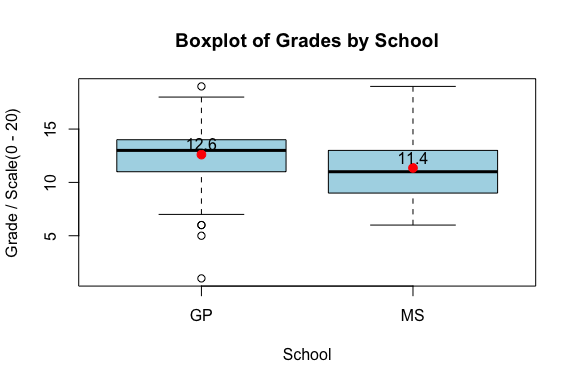 Boxplot of Grades by School
Grade / Scale(0 - 20)
15
10
5
12.6
11.4
GP
MS
School